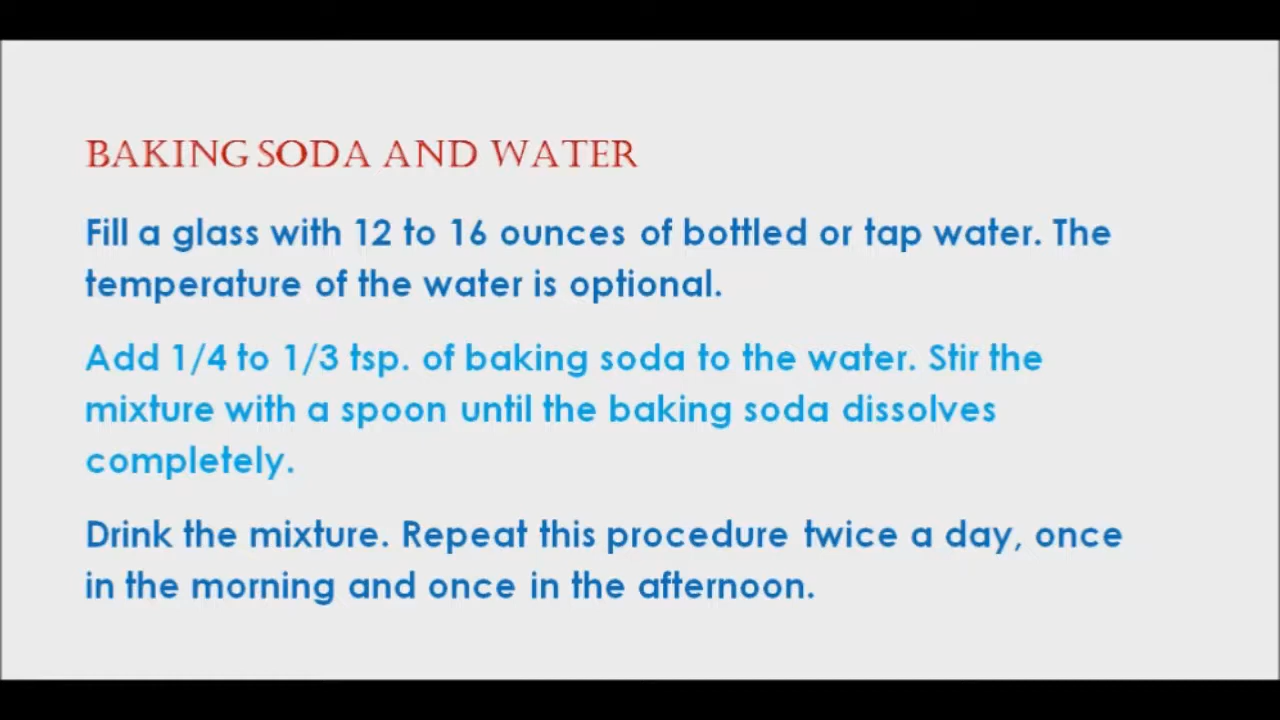 BAKING SODA AND WATER
Fill a glass with 12 to 16 ounces of bottled or tap water. The
temperature of the water is optional.
Add 1/4 to 1/3 tsp. of baking soda to the water. Stir the
mixture with a spoon until the baking soda dissolves
completely.
Drink the mixture. Repeat this procedure twice a day, once
in the morning and once in the afternoon.